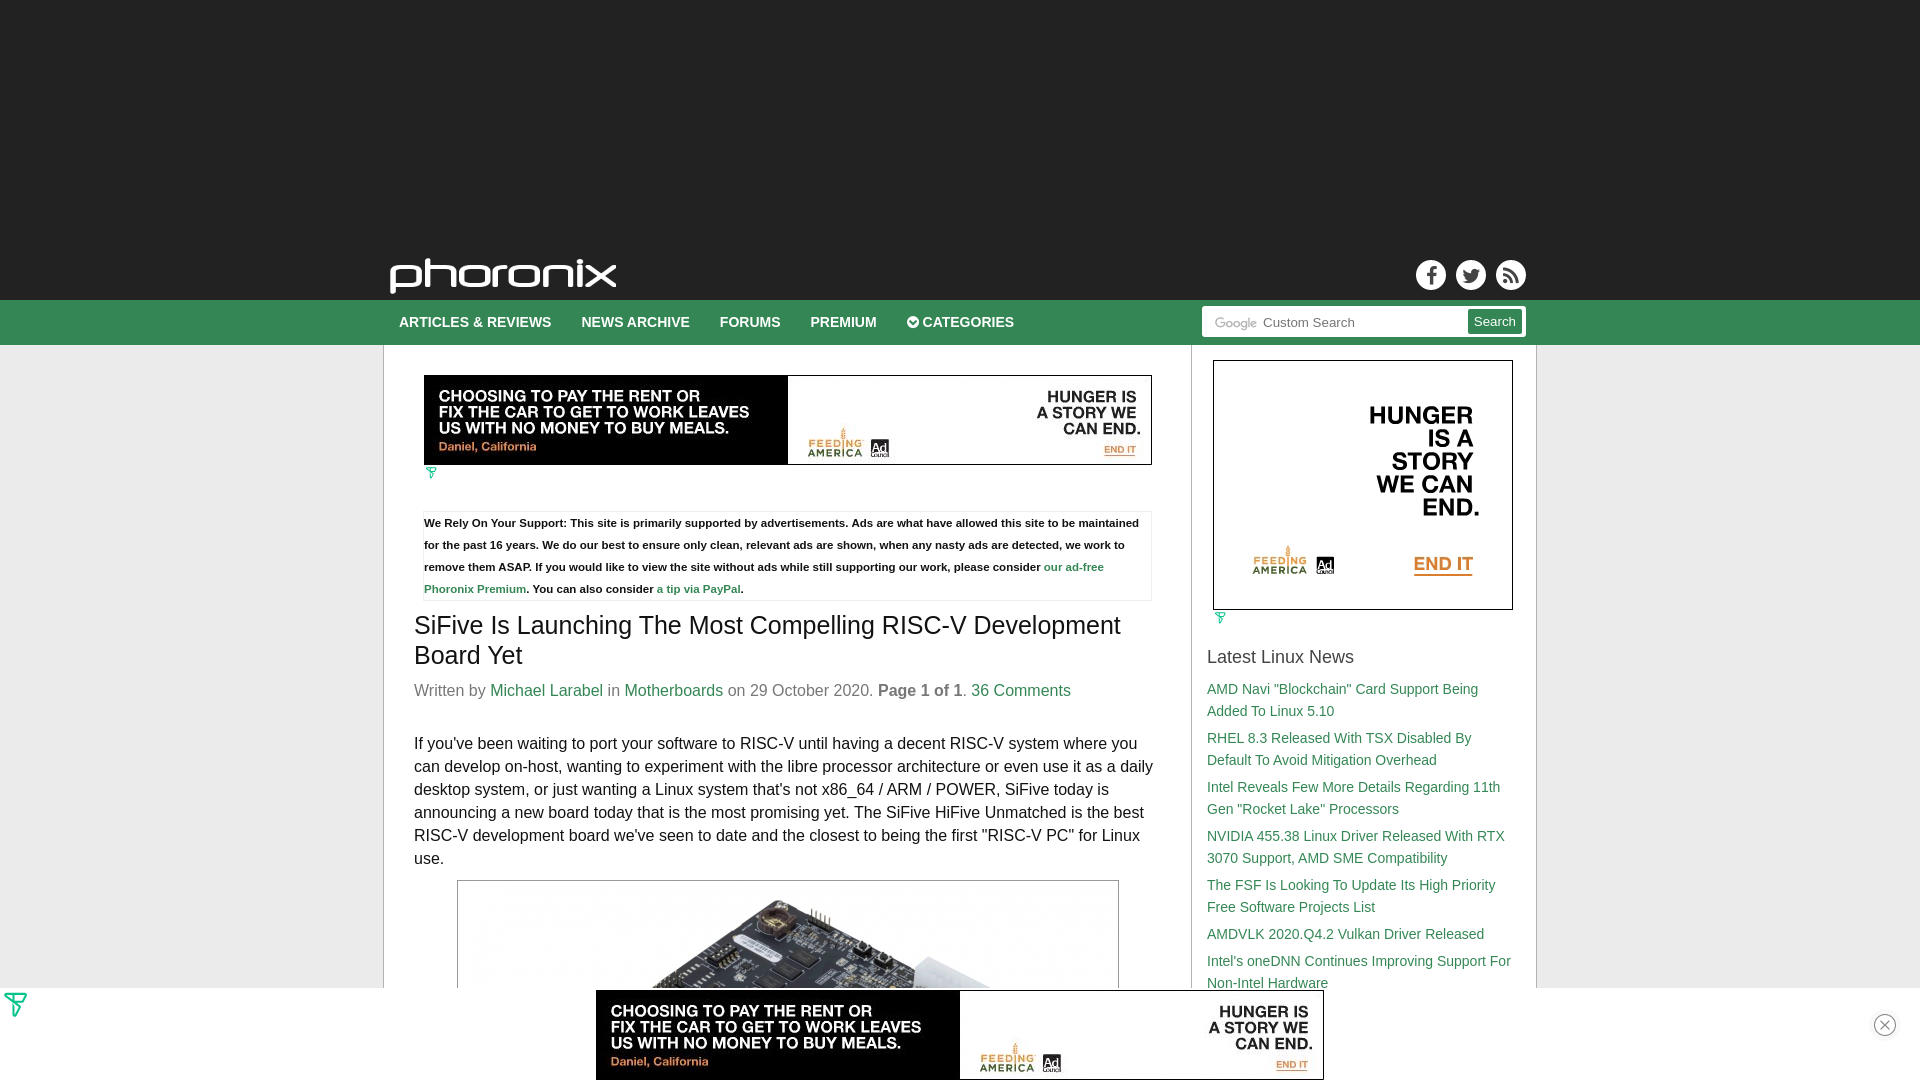 phoronix
ARTICLES & REVIEWS
NEWS ARCHIVE
FORUMS
PREMIUM
CATEGORIES
Google Custom Search
Search
CHOOSING TO PAY THE RENT OR
FIX THE CAR TO GET TO WORK LEAVES
US WITH NO MONEY TO BUY MEALS.
Daniel, California
FEEDING
AMERICA
Ad
Council
HUNGER IS
A STORY WE
CAN END.
END IT
We Rely On Your Support: This site is primarily supported by advertisements. Ads are what have allowed this site to be maintained
for the past 16 years. We do our best to ensure only clean, relevant ads are shown, when any nasty ads are detected, we work to
remove them ASAP. If you would like to view the site without ads while still supporting our work, please consider our ad-free
Phoronix Premium. You can also consider a tip via PayPal.
SiFive Is Launching The Most Compelling RISC-V Development
Board Yet
Written by Michael Larabel in Motherboards on 29 October 2020. Page 1 of 1. 36 Comments
If you've been waiting to port your software to RISC-V until having a decent RISC-V system where you
can develop on-host, wanting to experiment with the libre processor architecture or even use it as a daily
desktop system, or just wanting a Linux system that's not x86_64 / ARM / POWER, SiFive today is
announcing a new board today that is the most promising yet. The SiFive HiFive Unmatched is the best
RISC-V development board we've seen to date and the closest to being the first "RISC-V PC" for Linux
use.
HUNGER
IS A
STORY
WE CAN
END.
FEEDING
AMERICA
Ad
Council
END IT
Latest Linux News
AMD Navi "Blockchain" Card Support Being
Added To Linux 5.10
RHEL 8.3 Released With TSX Disabled By
Default To Avoid Mitigation Overhead
Intel Reveals Few More Details Regarding 11th
Gen "Rocket Lake" Processors
NVIDIA 455.38 Linux Driver Released With RTX
3070 Support, AMD SME Compatibility
The FSF Is Looking To Update Its High Priority
Free Software Projects List
AMDVLK 2020.Q4.2 Vulkan Driver Released
Intel's oneDNN Continues Improving Support For
Non-Intel Hardware
CHOOSING TO PAY THE RENT OR
FIX THE CAR TO GET TO WORK LEAVES
US WITH NO MONEY TO BUY MEALS.
Daniel, California
FEEDING
AMERICA
Ad
Council
HUNGER IS
A STORY WE
CAN END.
END IT